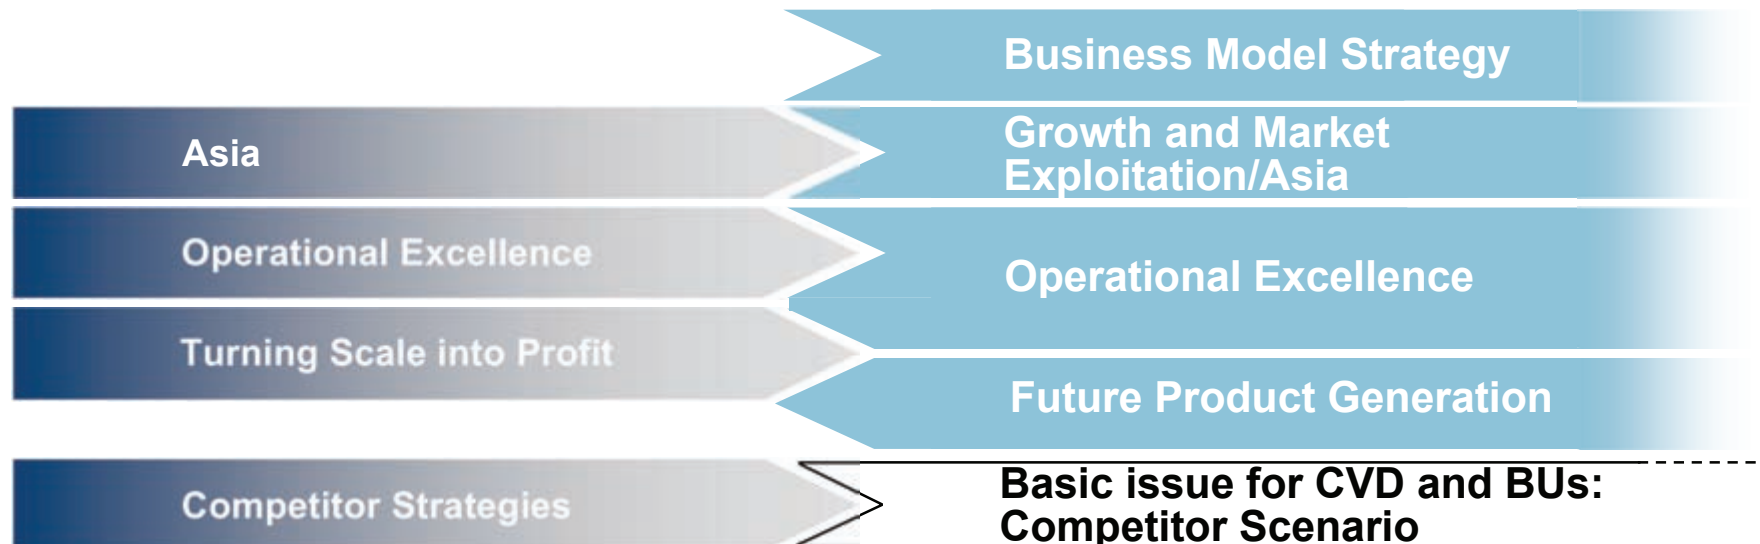 Business Model Strategy
Asia
Growth and Market
Exploitation/Asia
Operational Excellence
Operational Excellence
Turning Scale into Profit
Future Product Generation
Competitor Strategies
Basic issue for CVD and BUs:
Competitor Scenario